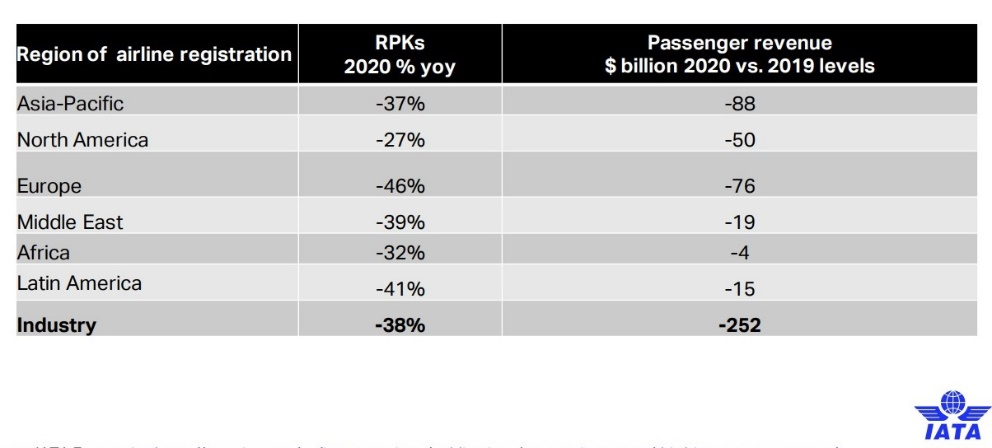 Region of airline registration RPKs 2020 % yoy Passenger revenue $ billion 2020 vs. 2019 levels
Asia-Pacific -37% -88
North America -27% -50
Europe -46% -76
Middle East -39% -19
Africa -32% -4
Latin America -41% -15
Industry -38% -252
IATA